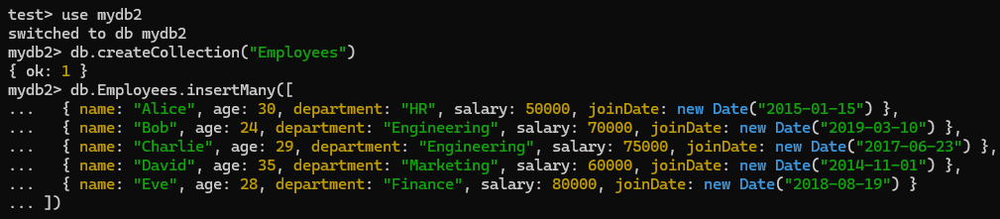 test> use mydb2
switched to db mydb2
mydb2> db.createCollection("Employees")
{ ok: 1 }
mydb2> db.Employees.insertMany([
...    { name: "Alice", age: 30, department: "HR", salary: 50000, joinDate: new Date("2015-01-15") },
...    { name: "Bob", age: 24, department: "Engineering", salary: 70000, joinDate: new Date("2019-03-10") },
...    { name: "Charlie", age: 29, department: "Engineering", salary: 75000, joinDate: new Date("2017-06-23") },
...    { name: "David", age: 35, department: "Marketing", salary: 60000, joinDate: new Date("2014-11-01") },
...    { name: "Eve", age: 28, department: "Finance", salary: 80000, joinDate: new Date("2018-08-19") }
... ])